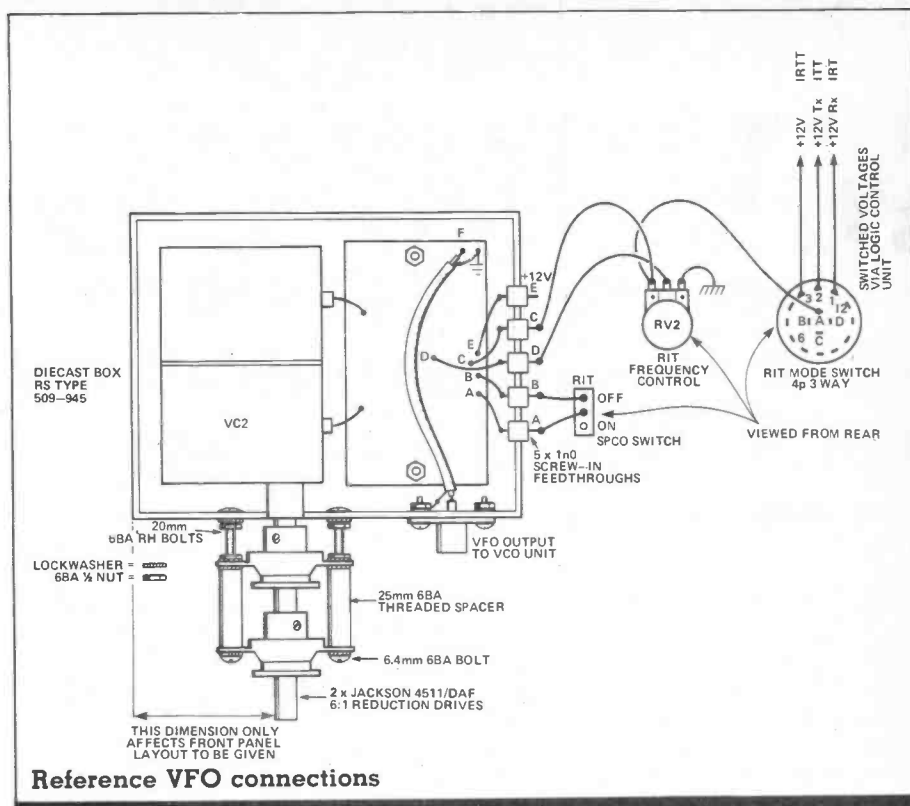 IRTT
ITT
IRT
+12V
+12V Tx
+12V Rx
SWITCHED VOLTAGES
VIA LOGIC CONTROL
UNIT
F
+12V
E
C
D
B
A
E
C
D
B
A
RV2
RIT
FREQUENCY
CONTROL
3 2 1 12
B A D
6 C
RIT MODE SWITCH
4p 3 WAY
DIECAST BOX
RS TYPE
509–945
VC2
RIT
OFF
ON
SPCO SWITCH
VIEWED FROM REAR
5 x 1n0
SCREW–IN
FEEDTHROUGHS
20mm
6BA RH BOLTS
VFO OUTPUT
TO VCO UNIT
LOCKWASHER =
6BA ½ NUT =
25mm 6BA
THREADED SPACER
6.4mm 6BA BOLT
2 x JACKSON 4511/DAF
6:1 REDUCTION DRIVES
THIS DIMENSION ONLY
AFFECTS FRONT PANEL
LAYOUT TO BE GIVEN
Reference VFO connections